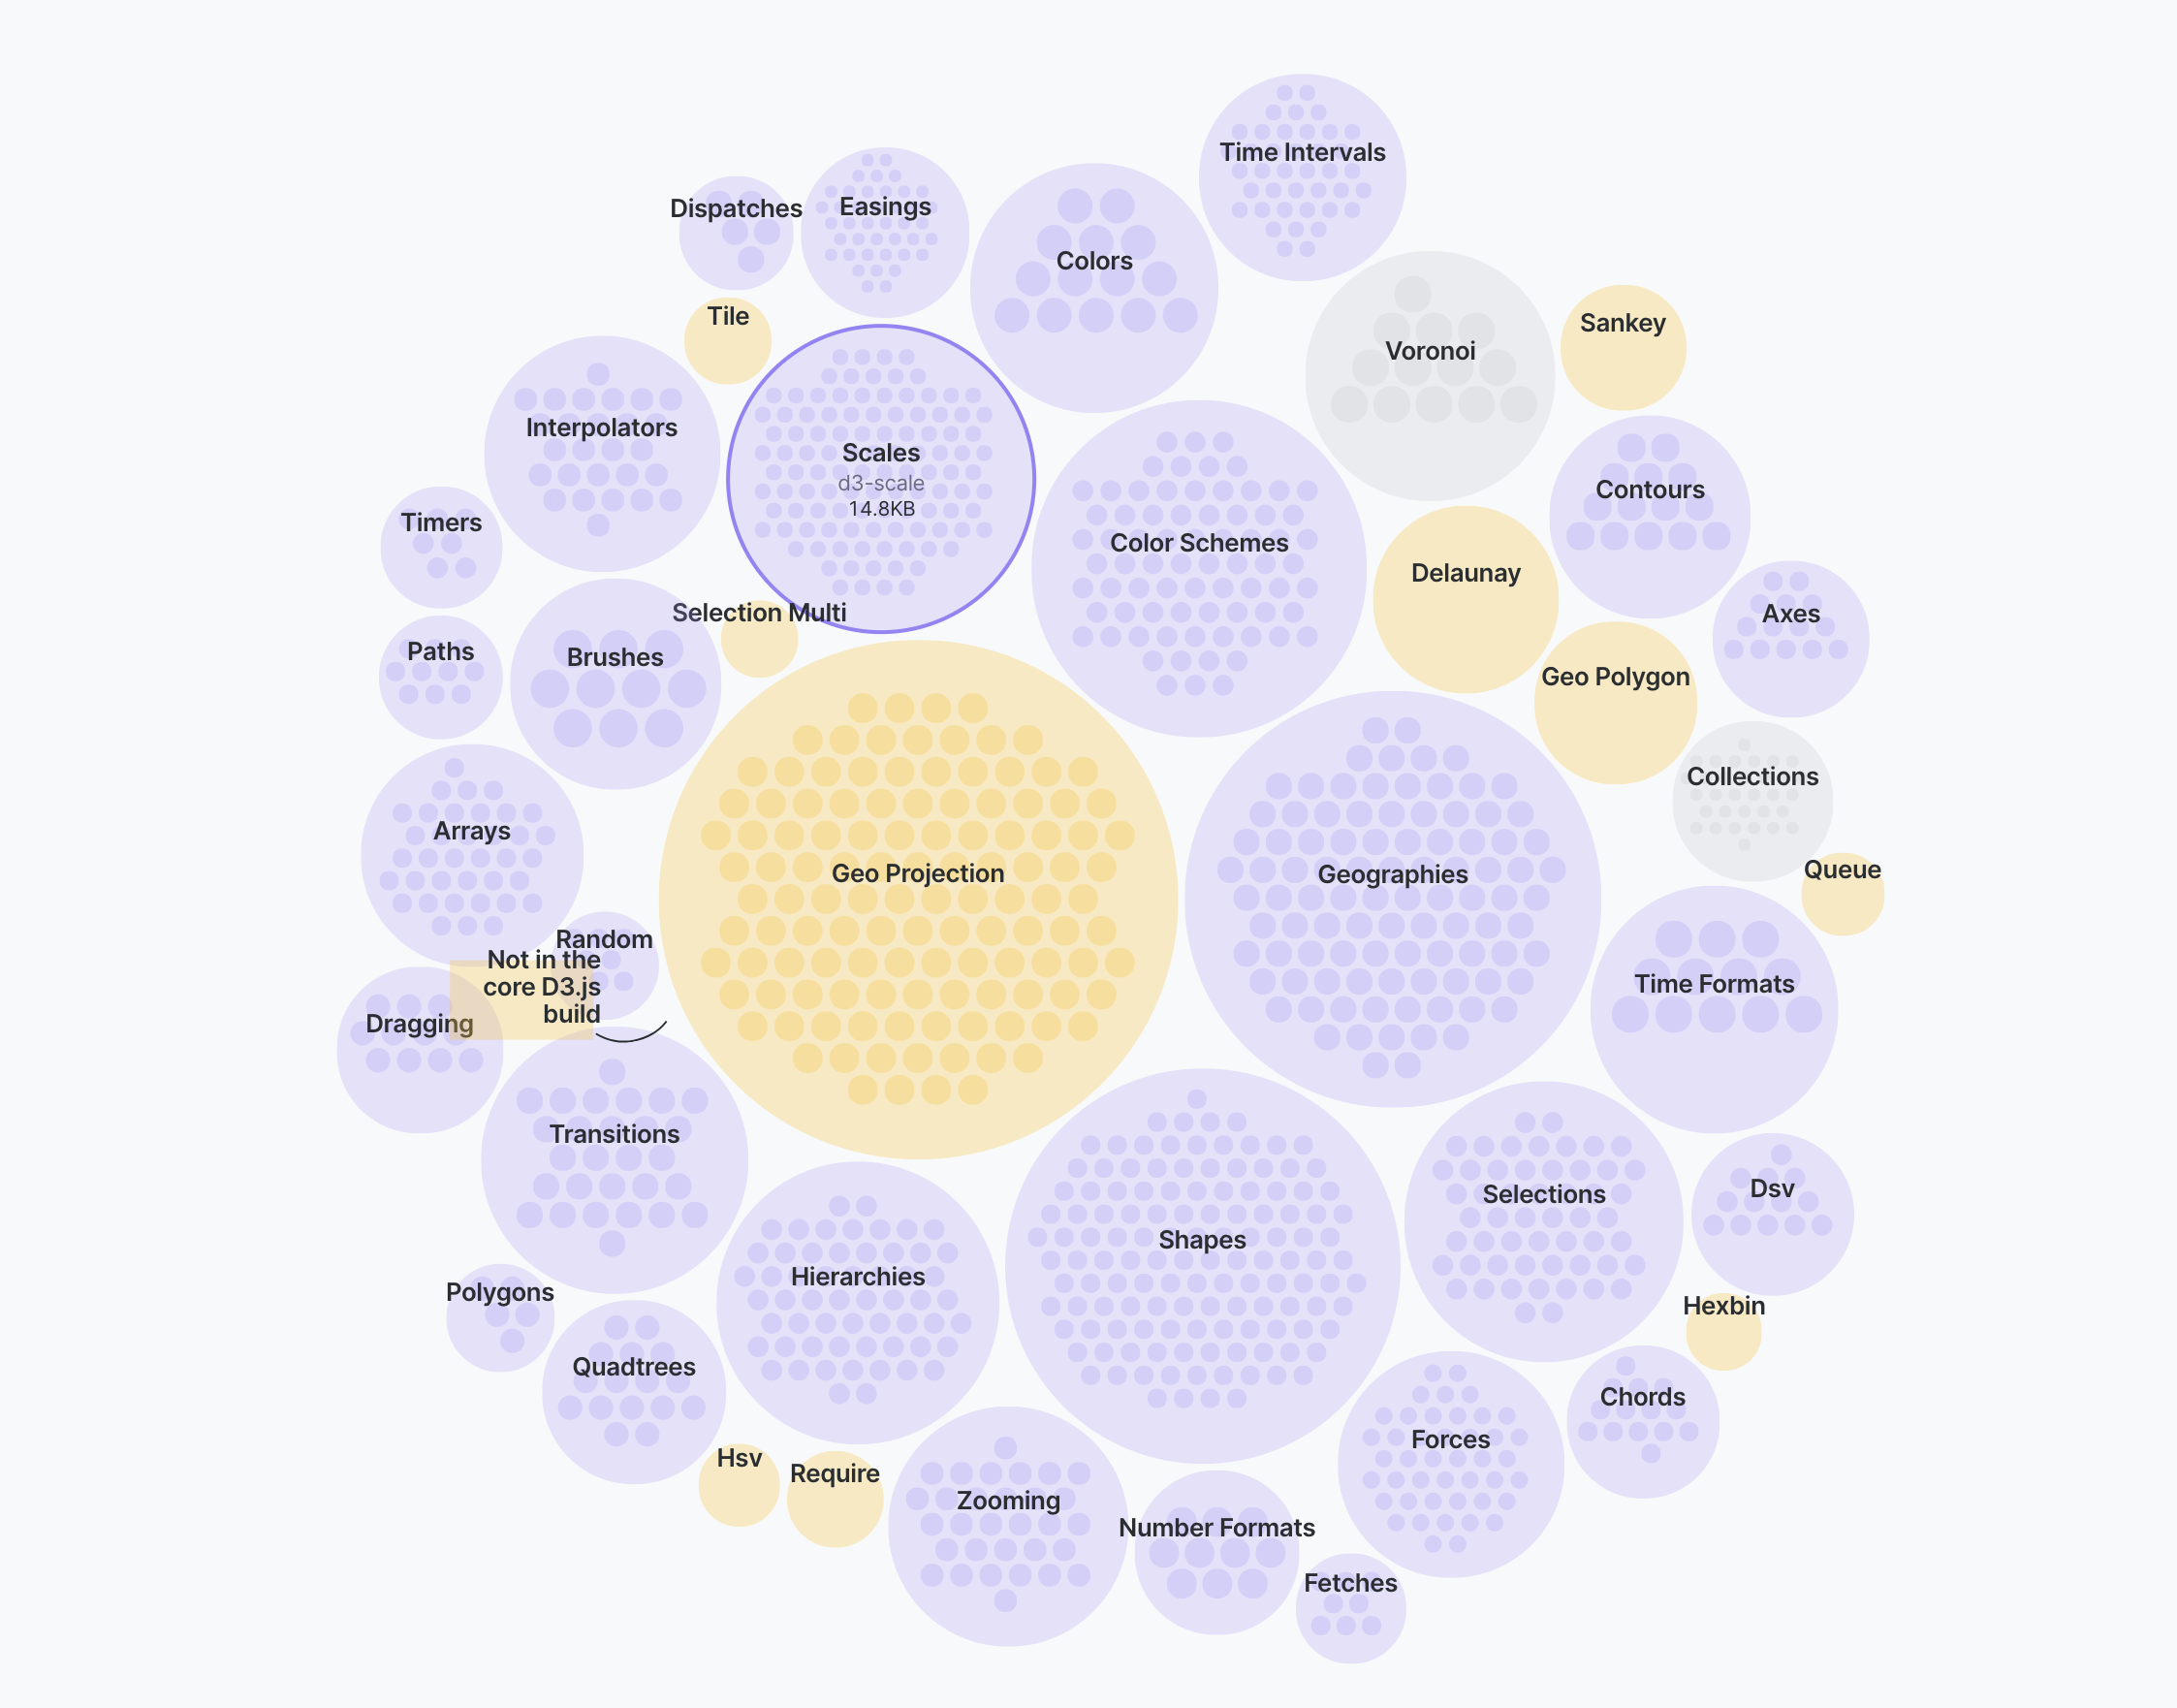 Time Intervals
Dispatches
Easings
Colors
Tile
Sankey
Voronoi
Interpolators
Scales
d3-scale
14.8KB
Contours
Timers
Color Schemes
Delaunay
Selection Multi
Axes
Paths
Brushes
Geo Polygon
Collections
Arrays
Geo Projection
Geographies
Queue
Random
Not in the
core D3.js
build
Dragging
Time Formats
Transitions
Dsv
Selections
Shapes
Hierarchies
Polygons
Hexbin
Quadtrees
Chords
Forces
Hsv
Require
Zooming
Number Formats
Fetches